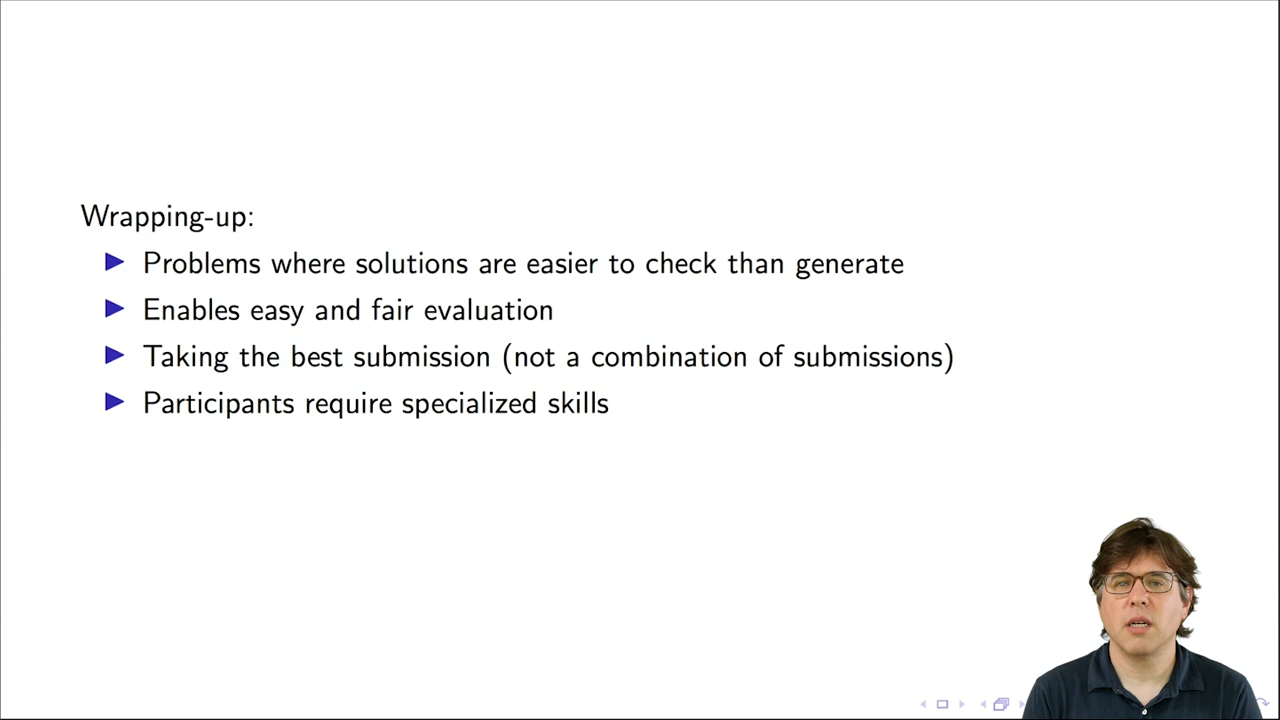 Wrapping-up:
Problems where solutions are easier to check than generate
Enables easy and fair evaluation
Taking the best submission (not a combination of submissions)
Participants require specialized skills